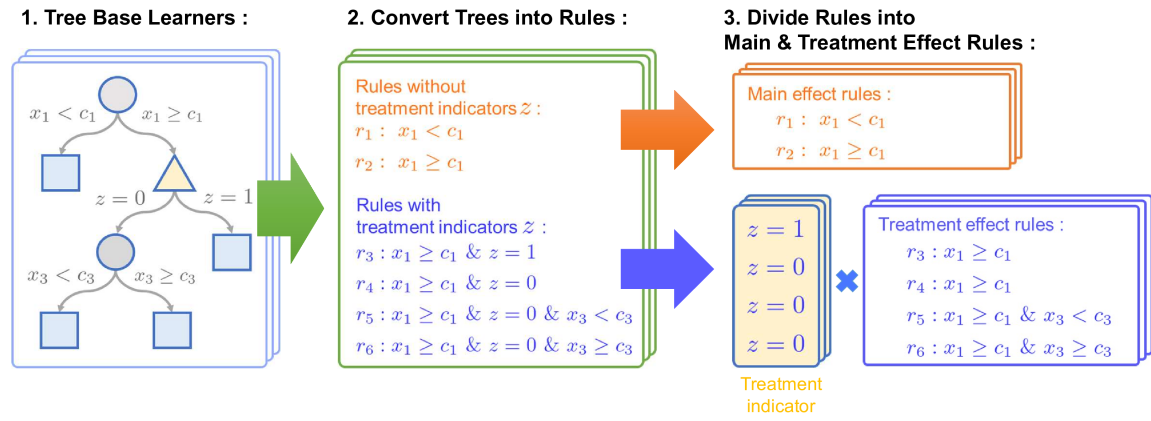 1. Tree Base Learners :
x₁ < c₁
x₁ ≥ c₁
z = 0
z = 1
x₃ < c₃
x₃ ≥ c₃
2. Convert Trees into Rules :
Rules without
treatment indicators z :
r₁ : x₁ < c₁
r₂ : x₁ ≥ c₁
Rules with
treatment indicators z :
r₃ : x₁ ≥ c₁ & z = 1
r₄ : x₁ ≥ c₁ & z = 0
r₅ : x₁ ≥ c₁ & z = 0 & x₃ < c₃
r₆ : x₁ ≥ c₁ & z = 0 & x₃ ≥ c₃
3. Divide Rules into
Main & Treatment Effect Rules :
Main effect rules :
r₁ : x₁ < c₁
r₂ : x₁ ≥ c₁
z = 1
z = 0
z = 0
z = 0
Treatment
indicator
Treatment effect rules :
r₃ : x₁ ≥ c₁
r₄ : x₁ ≥ c₁
r₅ : x₁ ≥ c₁ & x₃ < c₃
r₆ : x₁ ≥ c₁ & x₃ ≥ c₃